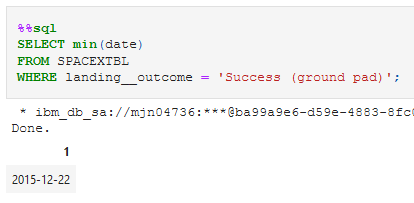 %%sql
SELECT min(date)
FROM SPACEXTBL
WHERE landing__outcome = 'Success (ground pad)';
* ibm_db_sa://mjn04736:***@ba99a9e6-d59e-4883-8fc0
Done.
1
2015-12-22